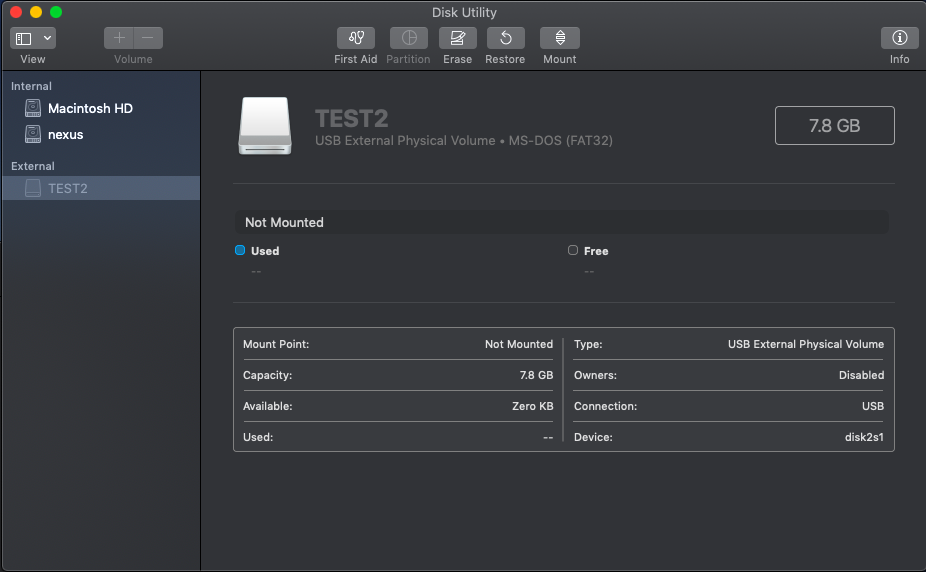 Disk Utility
View
Volume
First Aid
Partition
Erase
Restore
Mount
Info
Internal
Macintosh HD
nexus
External
TEST2
TEST2
USB External Physical Volume • MS-DOS (FAT32)
7.8 GB
Not Mounted
Used
--
Free
--
Mount Point: Not Mounted
Capacity: 7.8 GB
Available: Zero KB
Used: --
Type: USB External Physical Volume
Owners: Disabled
Connection: USB
Device: disk2s1